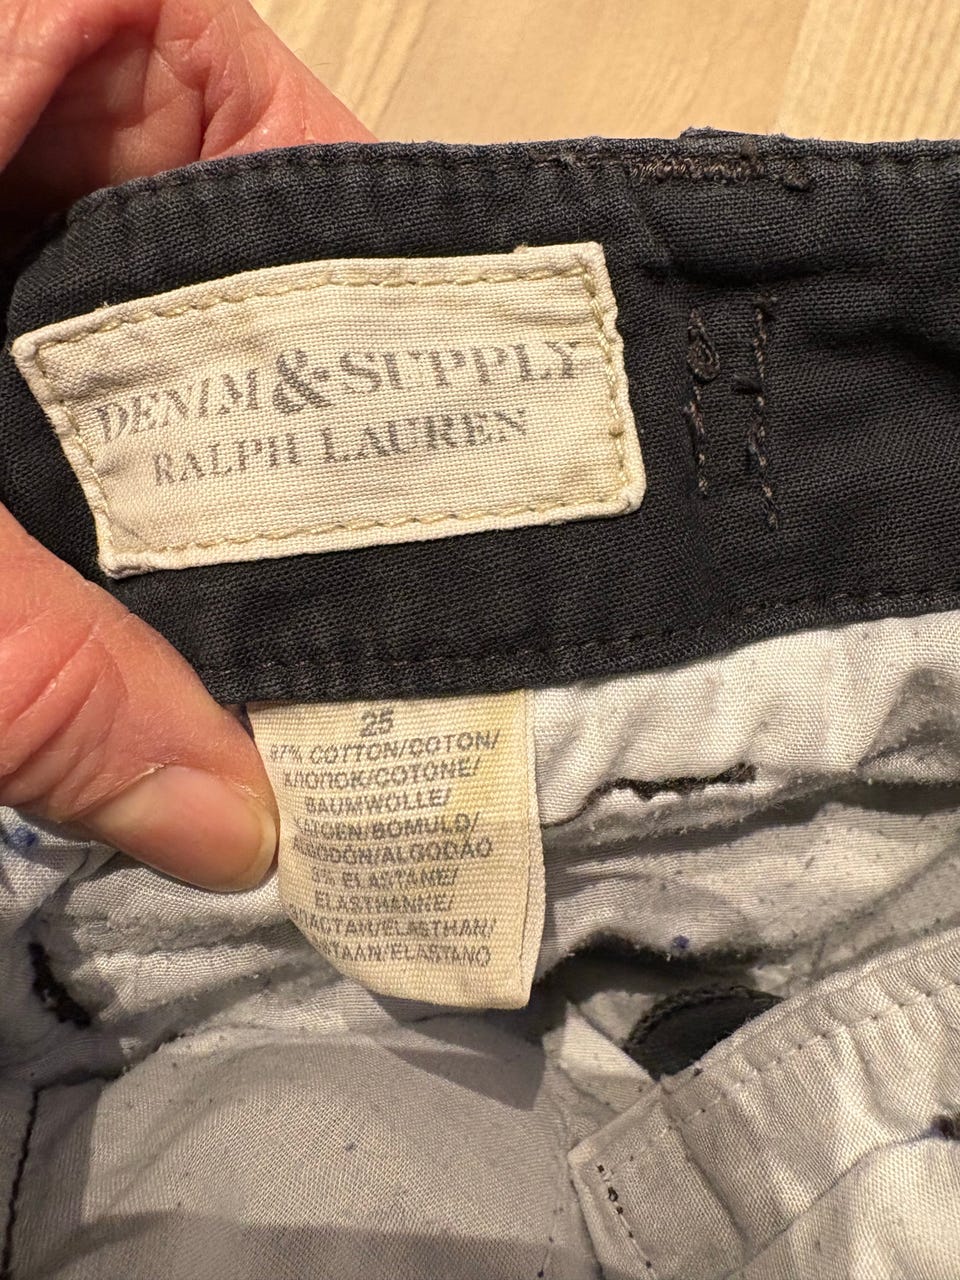 DENIM & SUPPLY
RALPH LAUREN
25
97% COTTON/COTON/
ХЛОПОК/COTONE/
BAUMWOLLE/
KATOEN/BOMULD/
ALGODÓN/ALGODÃO
3% ELASTANE/
ELASTHANNE/
ЭЛАСТАН/ELASTHAN/
ELASTAAN/ELASTANO